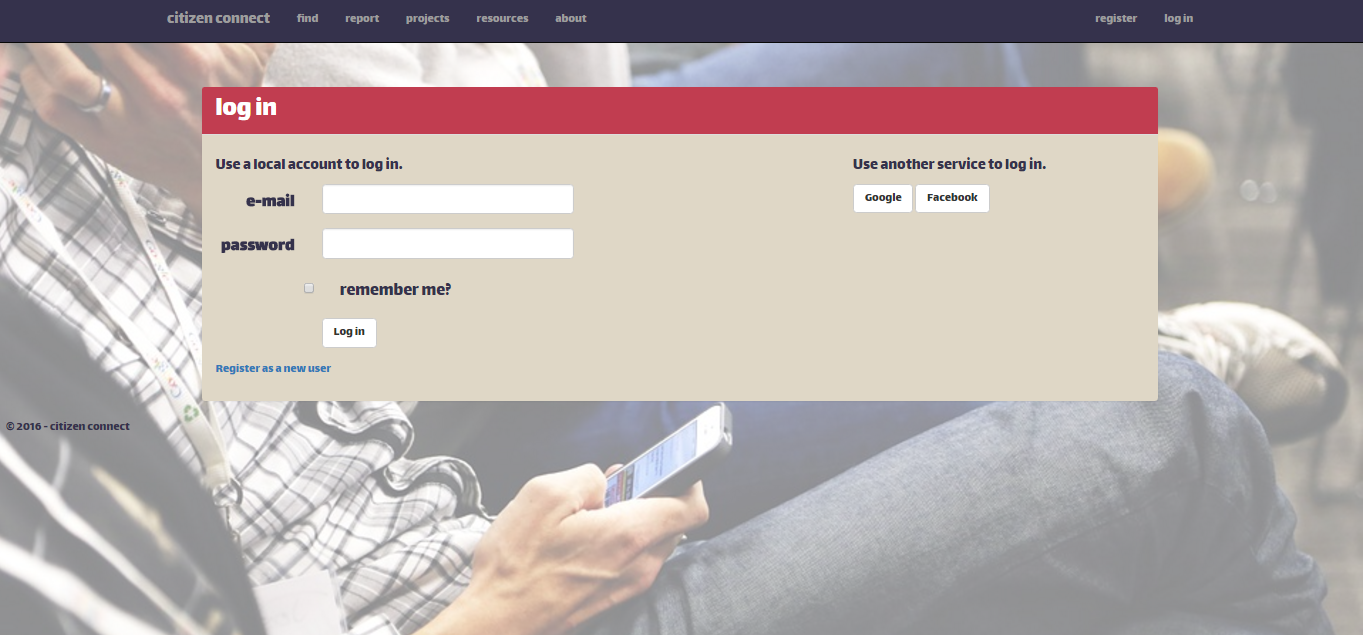 citizen connect find report projects resources about register log in
log in
Use a local account to log in. Use another service to log in.
e-mail Google Facebook
password
remember me?
Log in
Register as a new user
© 2016 - citizen connect